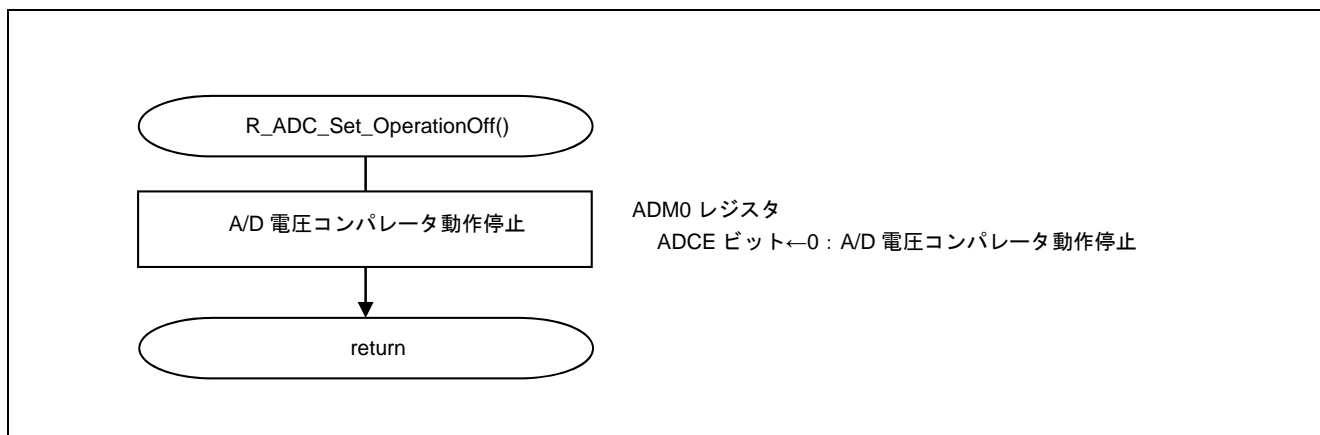 R_ADC_Set_OperationOff()
A/D 電圧コンパレータ動作停止
ADM0 レジスタ
ADCE ビット←0：A/D 電圧コンパレータ動作停止
return